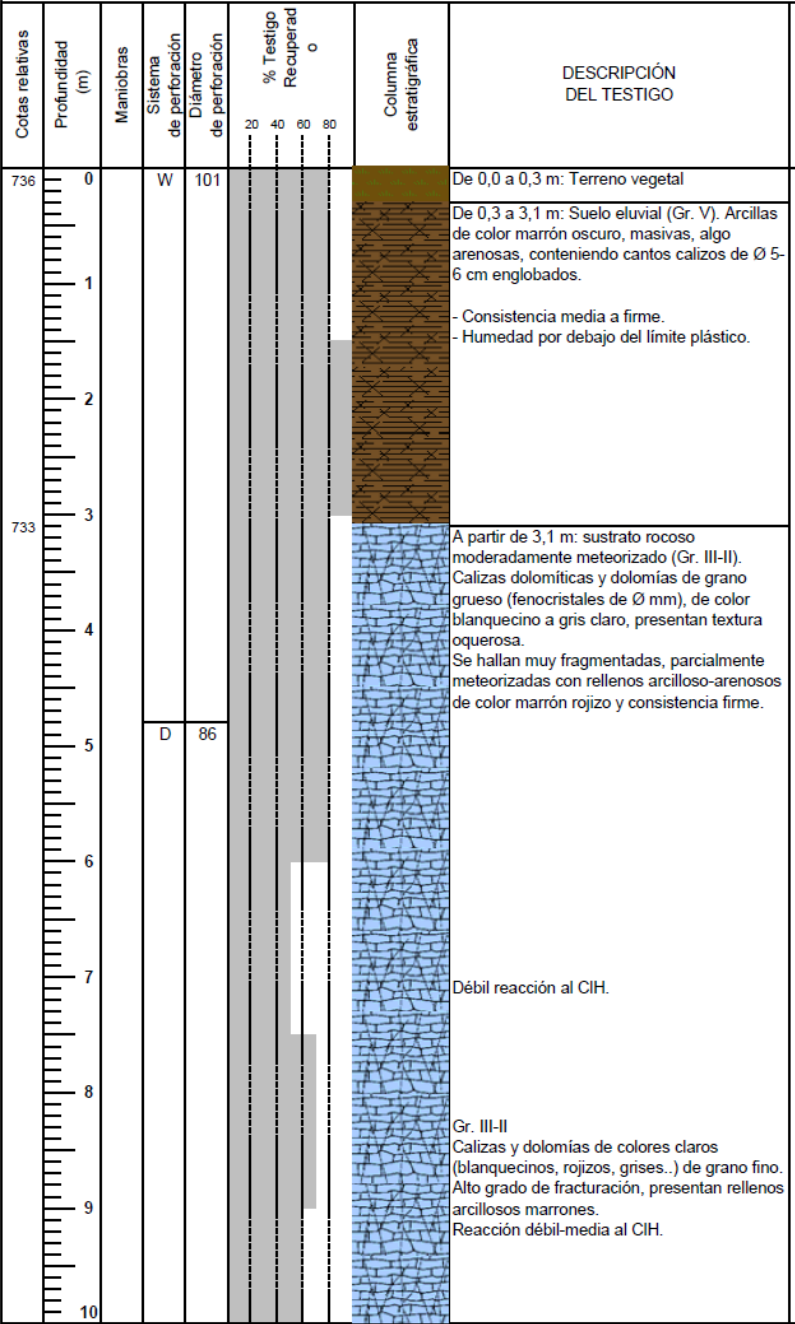 Cotas relativas
Profundidad
(m)
Maniobras
Sistema
de perforación
Diámetro
de perforación
% Testigo
Recuperad
o
20 40 60 80
Columna
estratigráfica
DESCRIPCIÓN
DEL TESTIGO
736
0
W
101
De 0,0 a 0,3 m: Terreno vegetal
De 0,3 a 3,1 m: Suelo eluvial (Gr. V). Arcillas
de color marrón oscuro, masivas, algo
arenosas, conteniendo cantos calizos de Ø 5-
6 cm englobados.
1
- Consistencia media a firme.
- Humedad por debajo del límite plástico.
2
3
733
A partir de 3,1 m: sustrato rocoso
moderadamente meteorizado (Gr. III-II).
Calizas dolomíticas y dolomías de grano
grueso (fenocristales de Ø mm), de color
blanquecino a gris claro, presentan textura
oquerosa.
4
Se hallan muy fragmentadas, parcialmente
meteorizadas con rellenos arcilloso-arenosos
de color marrón rojizo y consistencia firme.
D
86
5
6
7
Débil reacción al ClH.
8
Gr. III-II
Calizas y dolomías de colores claros
(blanquecinos, rojizos, grises..) de grano fino.
Alto grado de fracturación, presentan rellenos
arcillosos marrones.
9
Reacción débil-media al ClH.
10